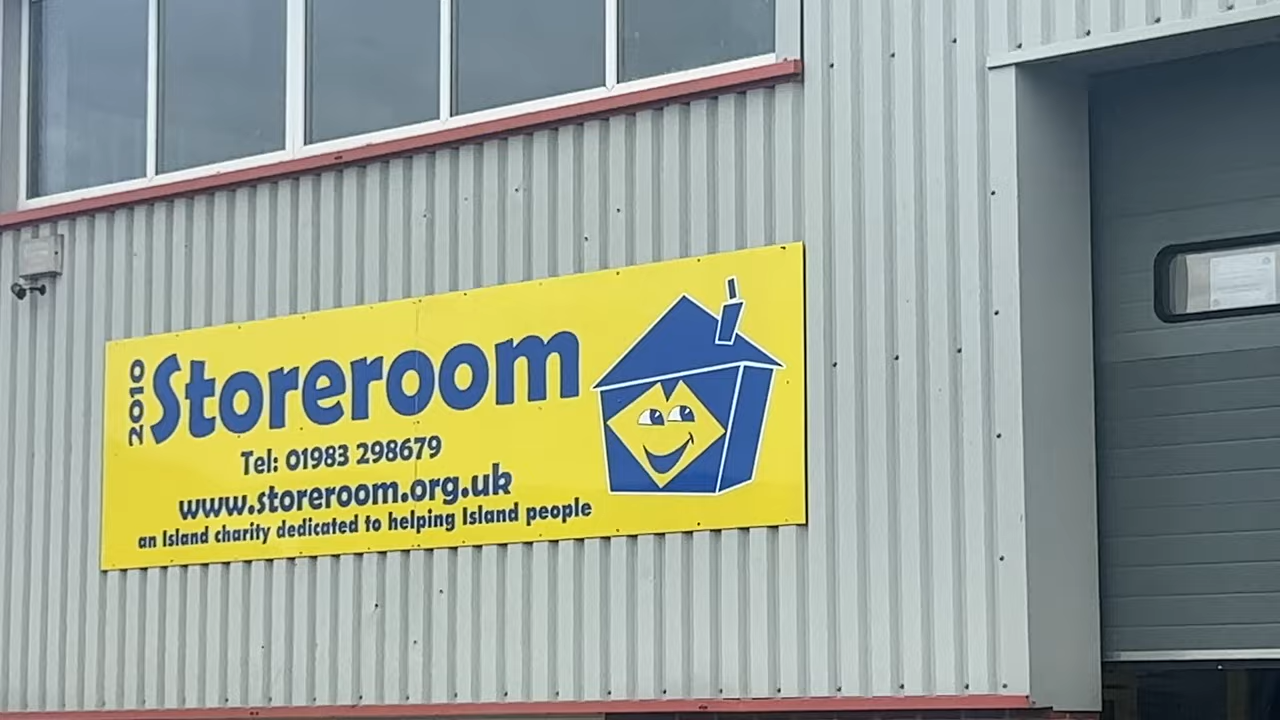 2010 Storeroom
Tel: 01983 298679
www.storeroom.org.uk
an Island charity dedicated to helping Island people